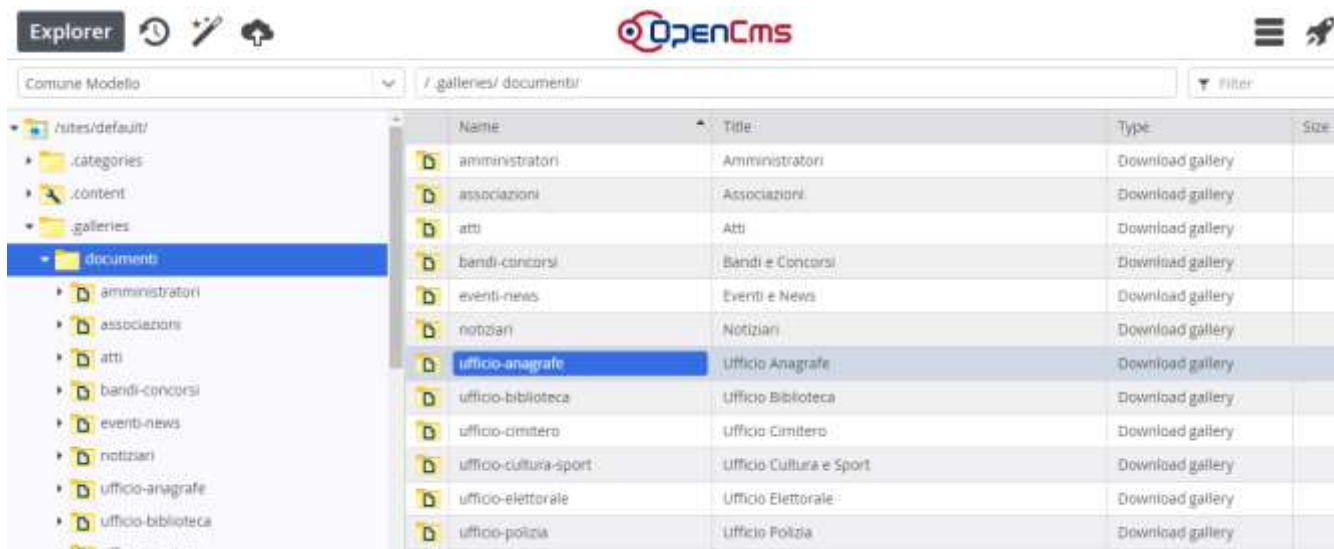 Explorer
OpenCms
Comune Modello
/ .galleries/ documenti/
Filter
/sites/default/
.categories
.content
.galleries
documenti
amministratori
associazioni
atti
bandi-concorsi
eventi-news
notiziari
ufficio-anagrafe
ufficio-biblioteca
Name Title Type Size
amministratori Amministratori Download gallery
associazioni Associazioni Download gallery
atti Atti Download gallery
bandi-concorsi Bandi e Concorsi Download gallery
eventi-news Eventi e News Download gallery
notiziari Notiziari Download gallery
ufficio-anagrafe Ufficio Anagrafe Download gallery
ufficio-biblioteca Ufficio Biblioteca Download gallery
ufficio-cimitero Ufficio Cimitero Download gallery
ufficio-cultura-sport Ufficio Cultura e Sport Download gallery
ufficio-elettorale Ufficio Elettorale Download gallery
ufficio-polizia Ufficio Polizia Download gallery